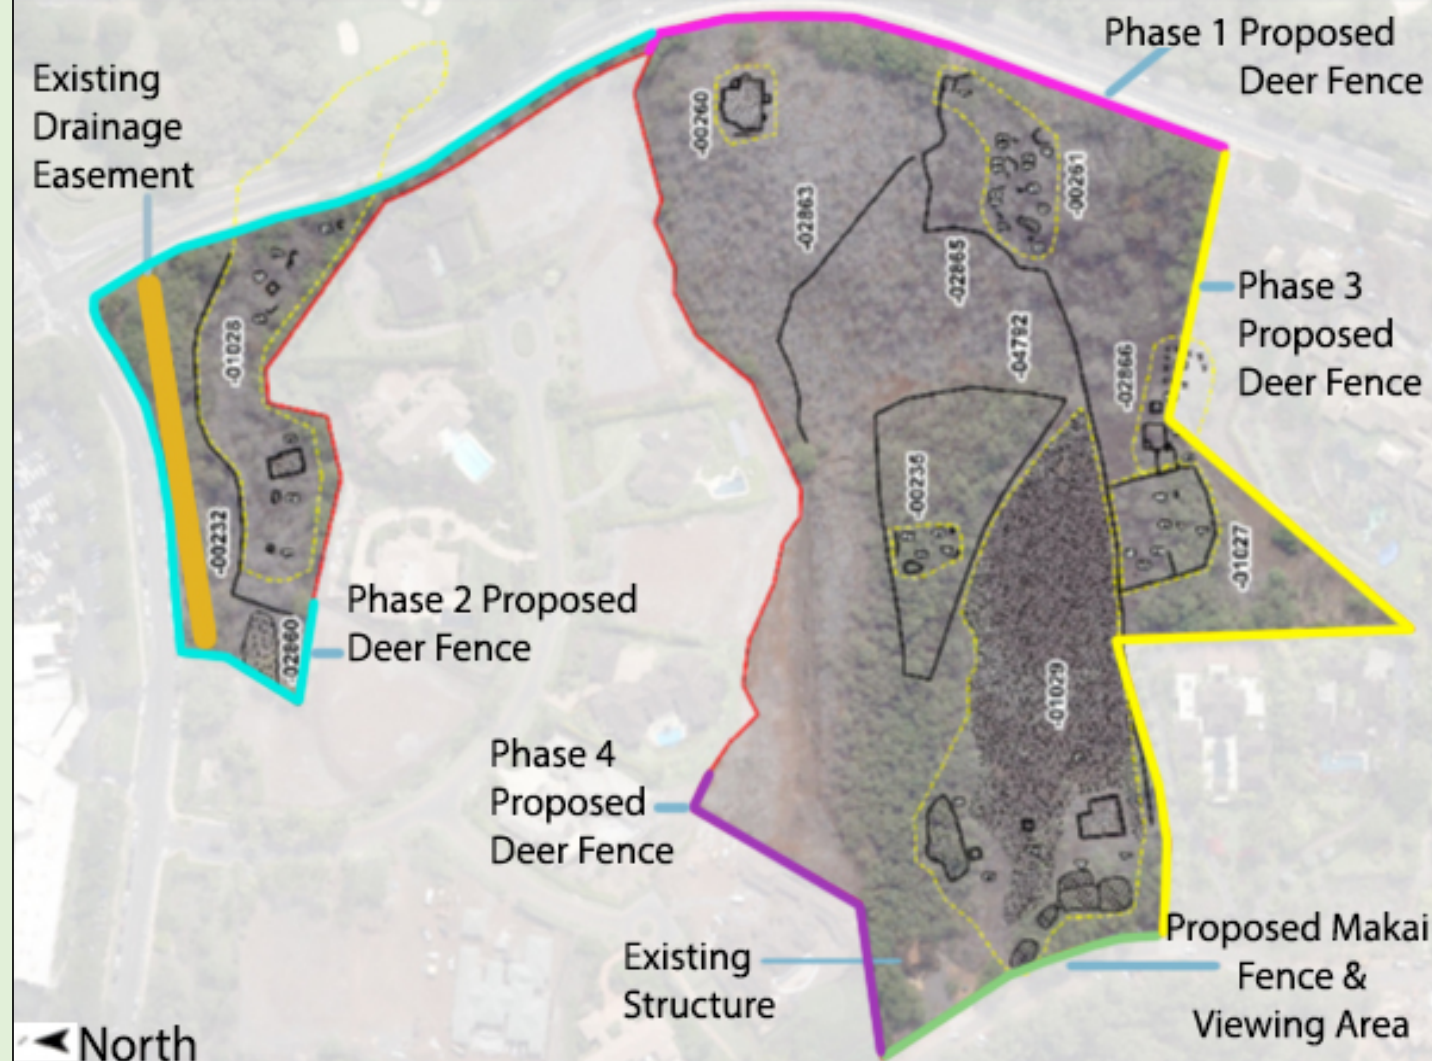 Phase 1 Proposed
Deer Fence
Existing
Drainage
Easement
-00260
-02863
-00261
-02865
Phase 3
Proposed
Deer Fence
-01028
-04792
-02866
-00232
-00235
-01027
Phase 2 Proposed
Deer Fence
-02860
-01029
Phase 4
Proposed
Deer Fence
Existing
Structure
Proposed Makai
Fence &
Viewing Area
North